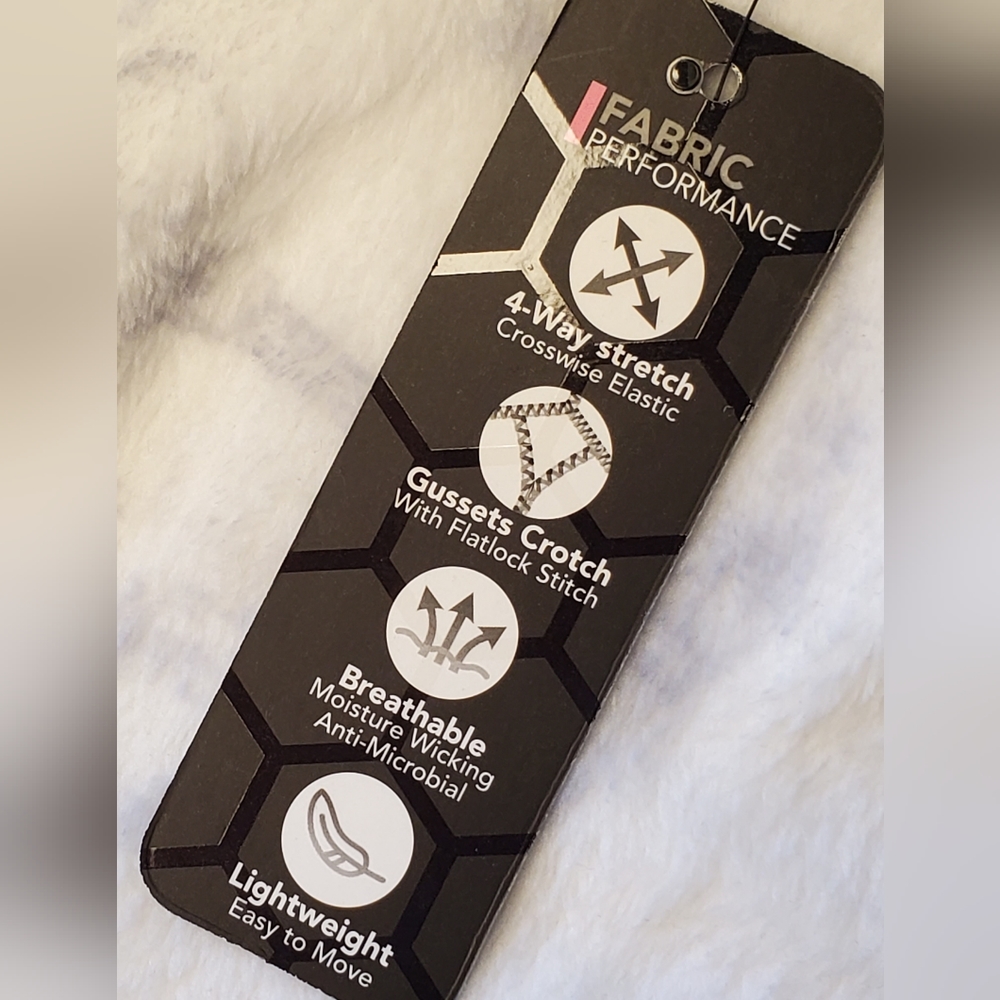 FABRIC
PERFORMANCE
4-Way stretch
Crosswise Elastic
Gussets Crotch
With Flatlock Stitch
Breathable
Moisture Wicking
Anti-Microbial
Lightweight
Easy to Move